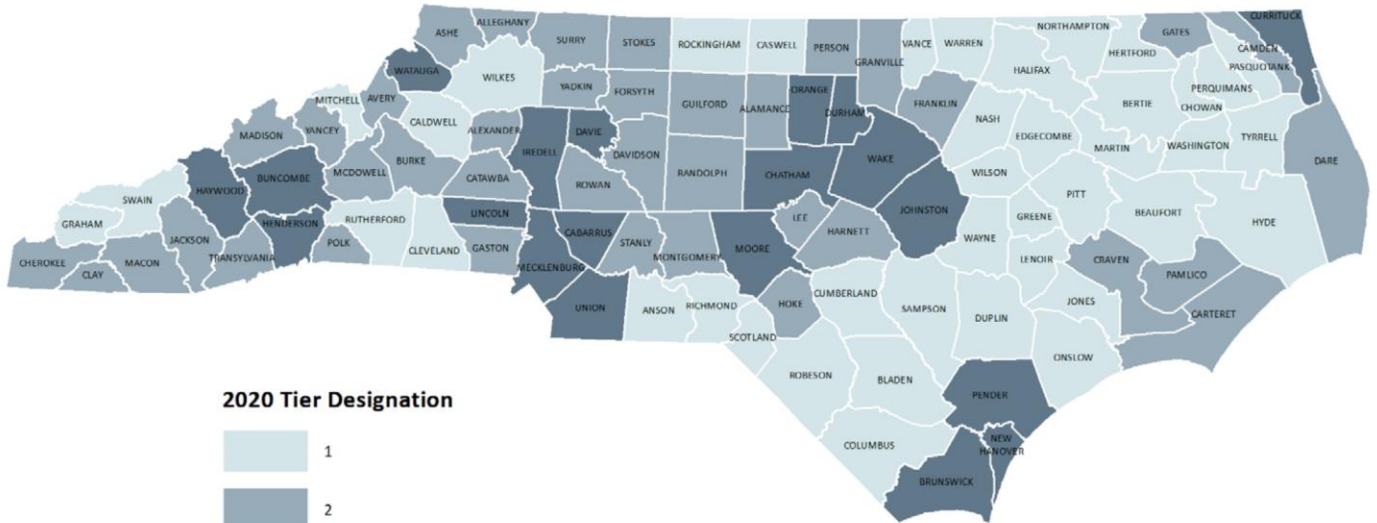 CURRITUCK
ALLEGHANY
NORTHAMPTON
ASHE
SURRY
STOKES
ROCKINGHAM
CASWELL
PERSON
VANCE
WARREN
GATES
HERTFORD
CAMDEN
WATAUGA
WILKES
GRANVILLE
HALIFAX
PASQUOTANK
YADKIN
FORSYTH
ORANGE
PERQUIMANS
MITCHELL
AVERY
GUILFORD
ALAMANCE
DURHAM
FRANKLIN
BERTIE
CHOWAN
CALDWELL
ALEXANDER
DAVIE
NASH
EDGECOMBE
MADISON
YANCEY
IREDELL
TYRRELL
MARTIN
WASHINGTON
BURKE
DAVIDSON
WAKE
DARE
MCDOWELL
CATAWBA
RANDOLPH
CHATHAM
WILSON
BUNCOMBE
ROWAN
HAYWOOD
PITT
SWAIN
LINCOLN
JOHNSTON
BEAUFORT
GREENE
LEE
RUTHERFORD
HYDE
GRAHAM
HENDERSON
HARNETT
CABARRUS
WAYNE
JACKSON
POLK
STANLY
GASTON
MOORE
CLEVELAND
CHEROKEE
MACON
TRANSYLVANIA
MONTGOMERY
LENOIR
CRAVEN
MECKLENBURG
CLAY
PAMLICO
CUMBERLAND
HOKE
JONES
UNION
ANSON
RICHMOND
SAMPSON
CARTERET
DUPLIN
SCOTLAND
ONSLOW
ROBESON
BLADEN
PENDER
2020 Tier Designation
NEW
HANOVER
COLUMBUS
1
BRUNSWICK
2